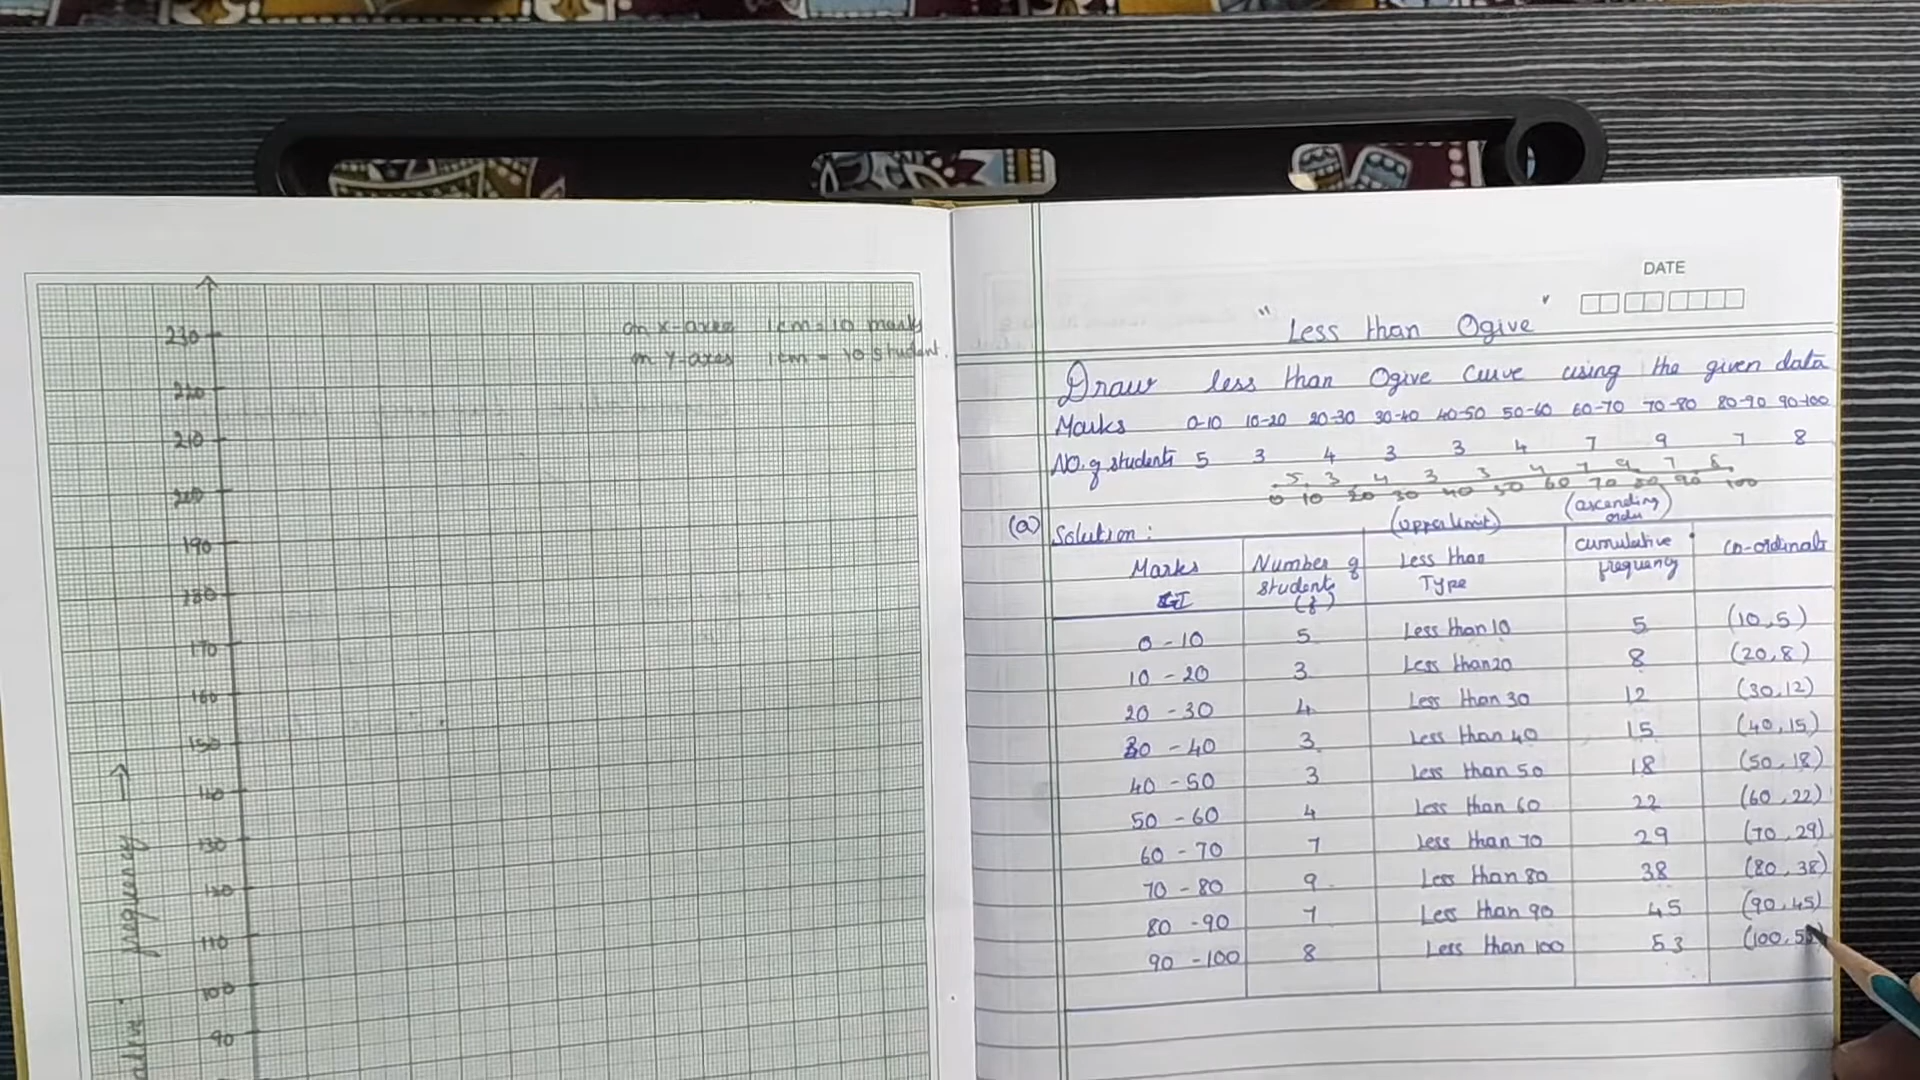 230
220
210
200
190
180
170
160
150
140
130
120
110
100
90
frequency
on x-axes 1cm = 10 marks
on Y-axes 1cm = 10 student.
DATE
"Less than Ogive"
Draw less than Ogive Curve using the given data
Marks 0-10 10-20 20-30 30-40 40-50 50-60 60-70 70-80 80-90 90-100
NO. of students 5 3 4 3 3 4 7 9 7 8
5 3 4 3 3 4 7 9 7 8
0 10 20 30 40 50 60 70 80 90 100
(a) Solution: (upper limit) (ascending order)
Marks Number of Less than cumulative Co-ordinate
CI students Type frequency
(f)
0 - 10 5 Less than 10 5 (10,5)
10 - 20 3 Less than 20 8 (20,8)
20 - 30 4 Less than 30 12 (30,12)
30 - 40 3 Less than 40 15 (40,15)
40 - 50 3 Less than 50 18 (50,18)
50 - 60 4 Less than 60 22 (60,22)
60 - 70 7 Less than 70 29 (70,29)
70 - 80 9 Less than 80 38 (80,38)
80 - 90 7 Less than 90 45 (90,45)
90 - 100 8 Less than 100 53 (100,53)